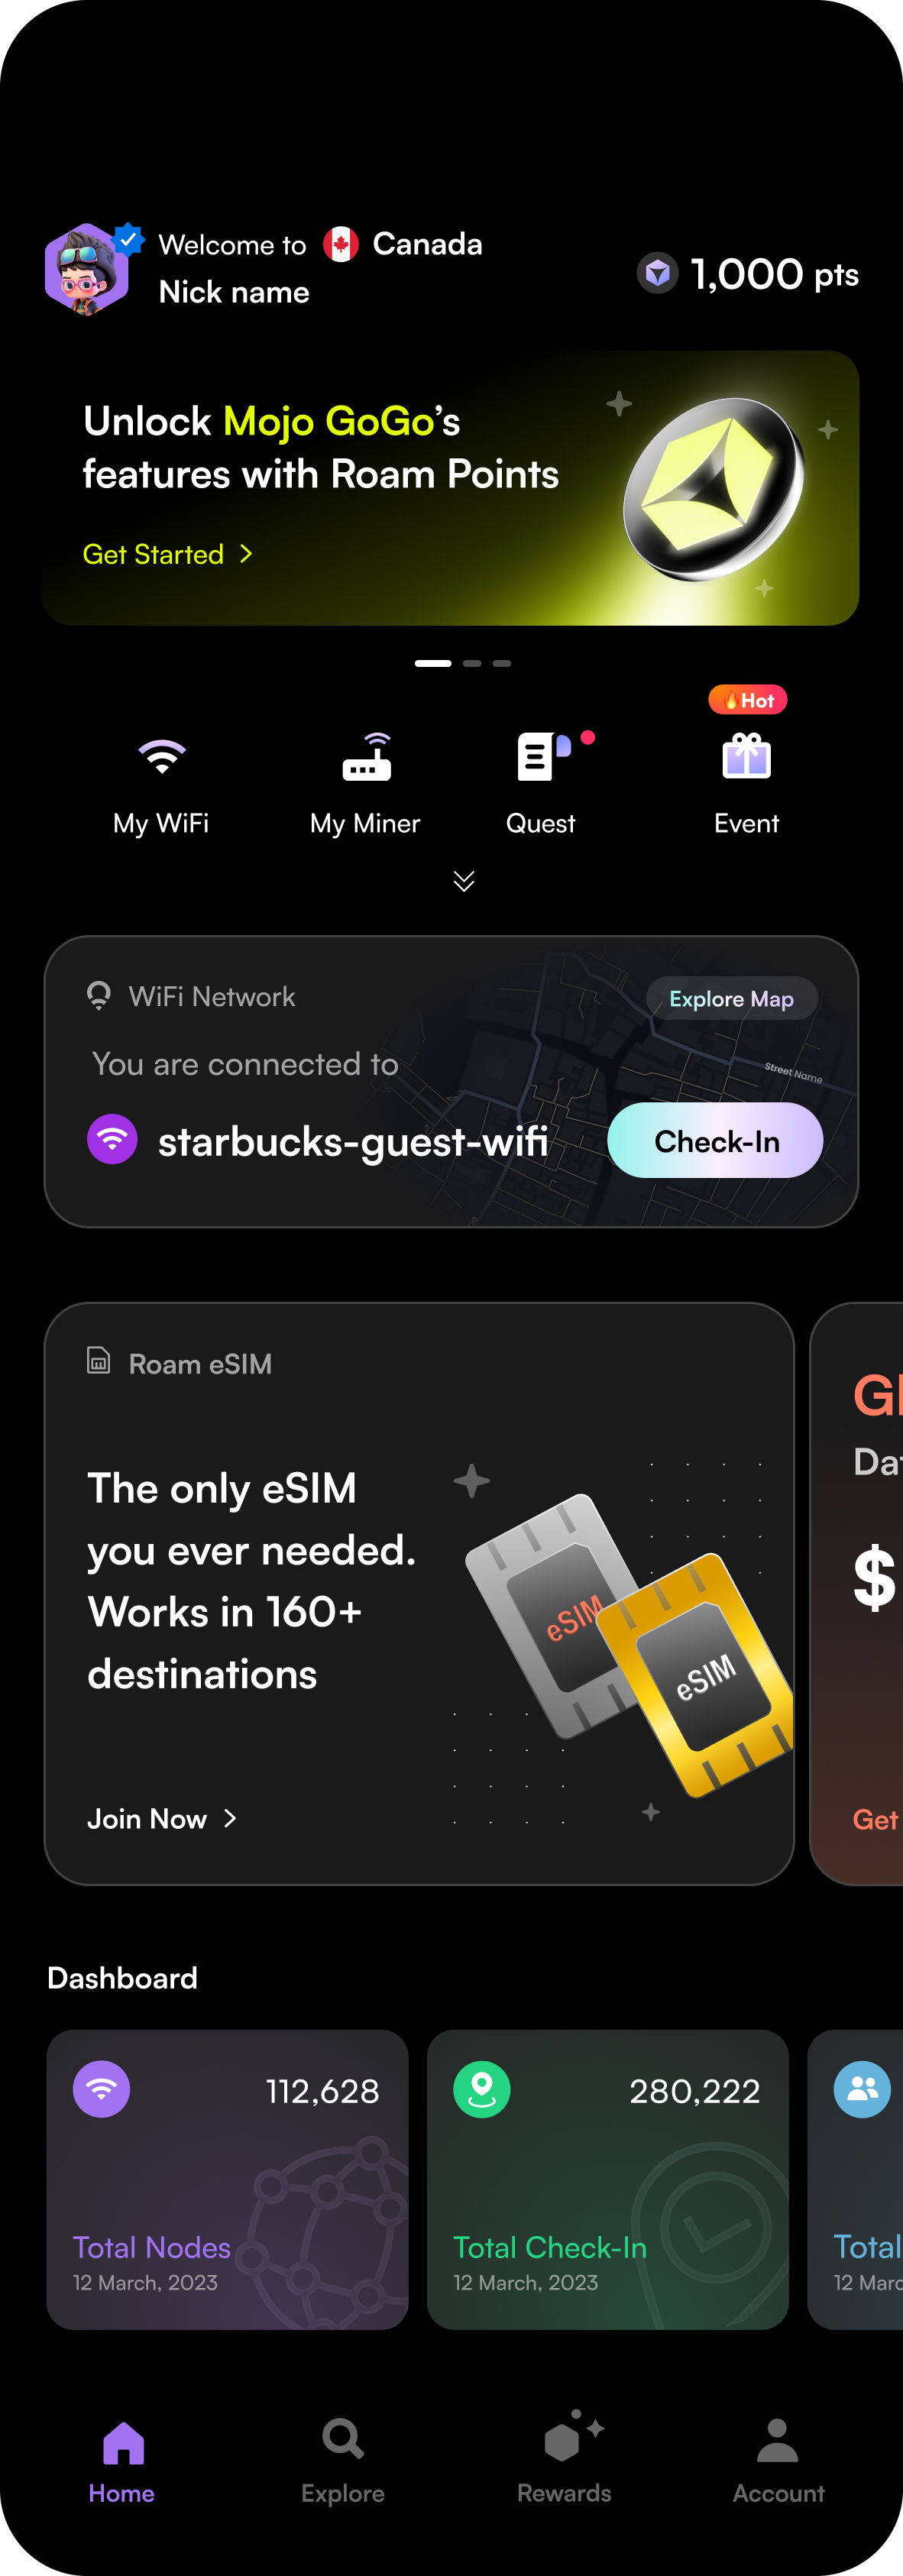 Welcome to Canada
Nick name
1,000 pts
Unlock Mojo GoGo’s
features with Roam Points
Get Started
Hot
My WiFi
My Miner
Quest
Event
WiFi Network
Explore Map
You are connected to
Street Name
starbucks-guest-wifi
Check-In
Roam eSIM
The only eSIM
you ever needed.
Works in 160+
destinations
eSIM
eSIM
Join Now
$
Get
Dashboard
112,628
Total Nodes
12 March, 2023
280,222
Total Check-In
12 March, 2023
Total
12
Home
Explore
Rewards
Account